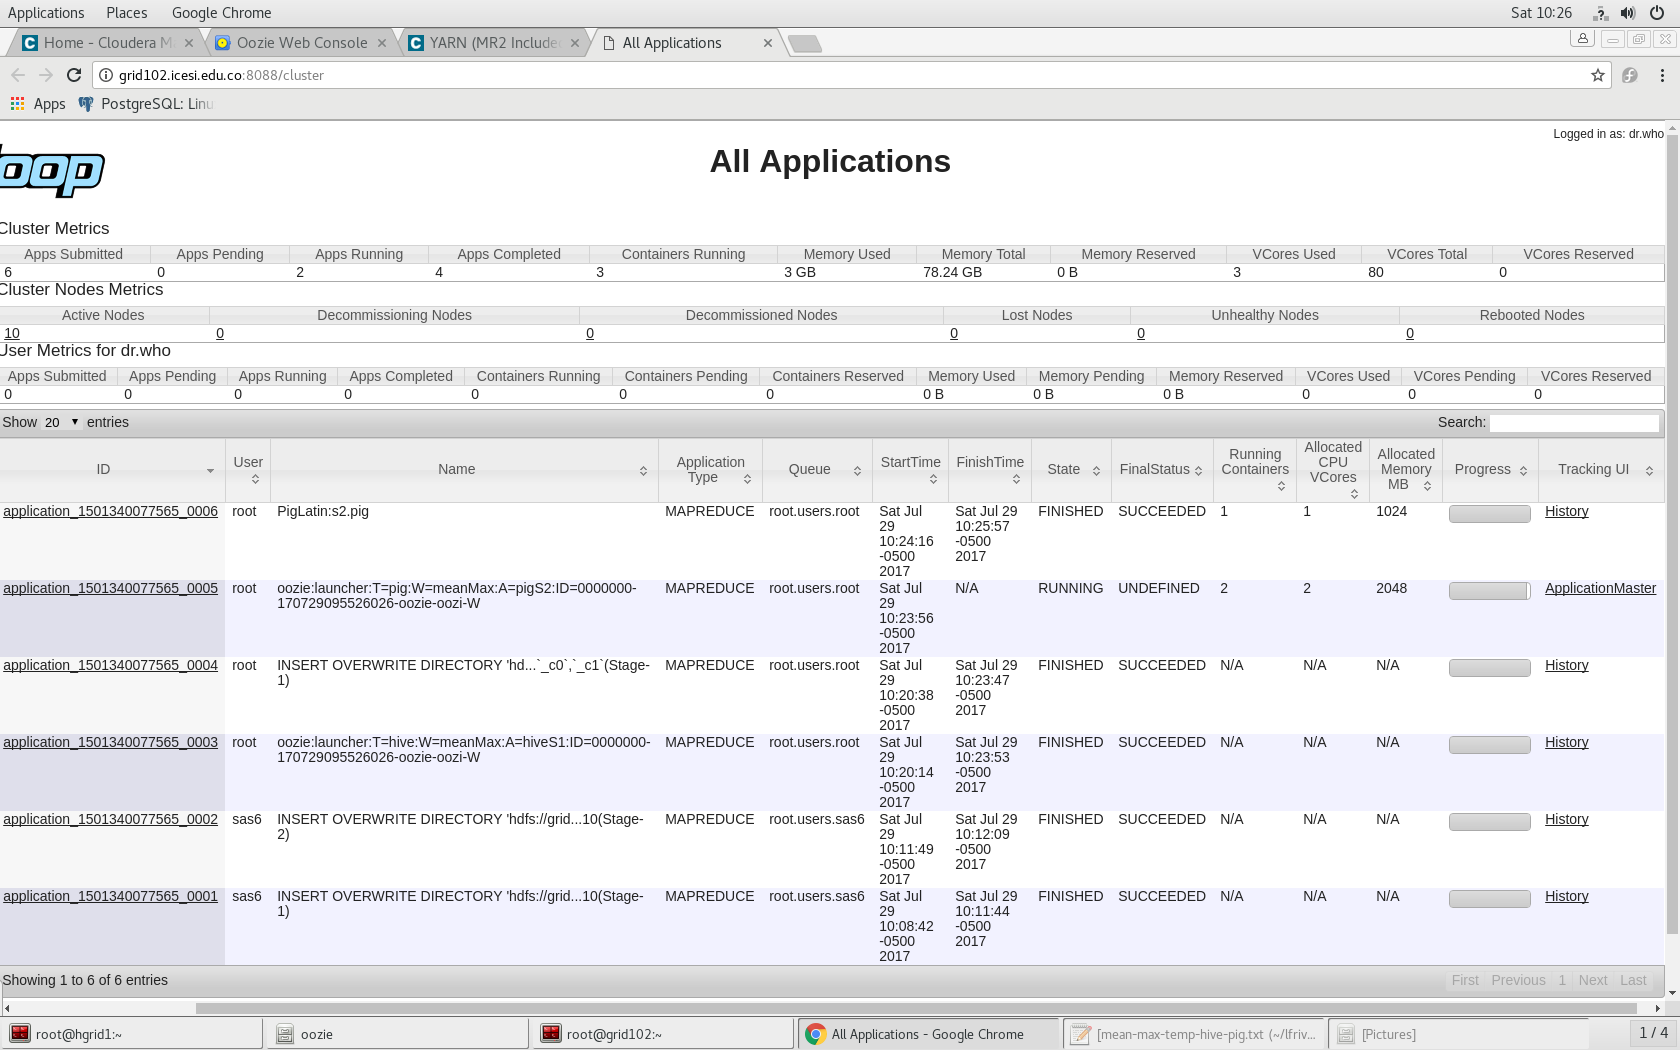 Applications Places Google Chrome Sat 10:26
Home - Cloudera M Oozie Web Console YARN (MR2 Include All Applications
grid102.icesi.edu.co:8088/cluster
Apps PostgreSQL: Linu
Logged in as: dr.who
oop
All Applications
Cluster Metrics
Apps Submitted Apps Pending Apps Running Apps Completed Containers Running Memory Used Memory Total Memory Reserved VCores Used VCores Total VCores Reserved
6 0 2 4 3 3 GB 78.24 GB 0 B 3 80 0
Cluster Nodes Metrics
Active Nodes Decommissioning Nodes Decommissioned Nodes Lost Nodes Unhealthy Nodes Rebooted Nodes
10 0 0 0 0 0
User Metrics for dr.who
Apps Submitted Apps Pending Apps Running Apps Completed Containers Running Containers Pending Containers Reserved Memory Used Memory Pending Memory Reserved VCores Used VCores Pending VCores Reserved
0 0 0 0 0 0 0 0 B 0 B 0 B 0 0 0
Show 20 entries Search:
ID User Name Application Type Queue StartTime FinishTime State FinalStatus Running Containers Allocated CPU VCores Allocated Memory MB Progress Tracking UI
application_1501340077565_0006 root PigLatin:s2.pig MAPREDUCE root.users.root Sat Jul 29 10:24:16 -0500 2017 Sat Jul 29 10:25:57 -0500 2017 FINISHED SUCCEEDED 1 1 1024 History
application_1501340077565_0005 root oozie:launcher:T=pig:W=meanMax:A=pigS2:ID=0000000-170729095526026-oozie-oozi-W MAPREDUCE root.users.root Sat Jul 29 10:23:56 -0500 2017 N/A RUNNING UNDEFINED 2 2 2048 ApplicationMaster
application_1501340077565_0004 root INSERT OVERWRITE DIRECTORY 'hd...`_c0`,`_c1`(Stage-1) MAPREDUCE root.users.root Sat Jul 29 10:20:38 -0500 2017 Sat Jul 29 10:23:47 -0500 2017 FINISHED SUCCEEDED N/A N/A N/A History
application_1501340077565_0003 root oozie:launcher:T=hive:W=meanMax:A=hiveS1:ID=0000000-170729095526026-oozie-oozi-W MAPREDUCE root.users.root Sat Jul 29 10:20:14 -0500 2017 Sat Jul 29 10:23:53 -0500 2017 FINISHED SUCCEEDED N/A N/A N/A History
application_1501340077565_0002 sas6 INSERT OVERWRITE DIRECTORY 'hdfs://grid...10(Stage-2) MAPREDUCE root.users.sas6 Sat Jul 29 10:11:49 -0500 2017 Sat Jul 29 10:12:09 -0500 2017 FINISHED SUCCEEDED N/A N/A N/A History
application_1501340077565_0001 sas6 INSERT OVERWRITE DIRECTORY 'hdfs://grid...10(Stage-1) MAPREDUCE root.users.sas6 Sat Jul 29 10:08:42 -0500 2017 Sat Jul 29 10:11:44 -0500 2017 FINISHED SUCCEEDED N/A N/A N/A History
Showing 1 to 6 of 6 entries First Previous 1 Next Last
root@hgrid1:~ oozie root@grid102:~ All Applications - Google Chrome [mean-max-temp-hive-pig.txt (~/lfriv... [Pictures] 1 / 4